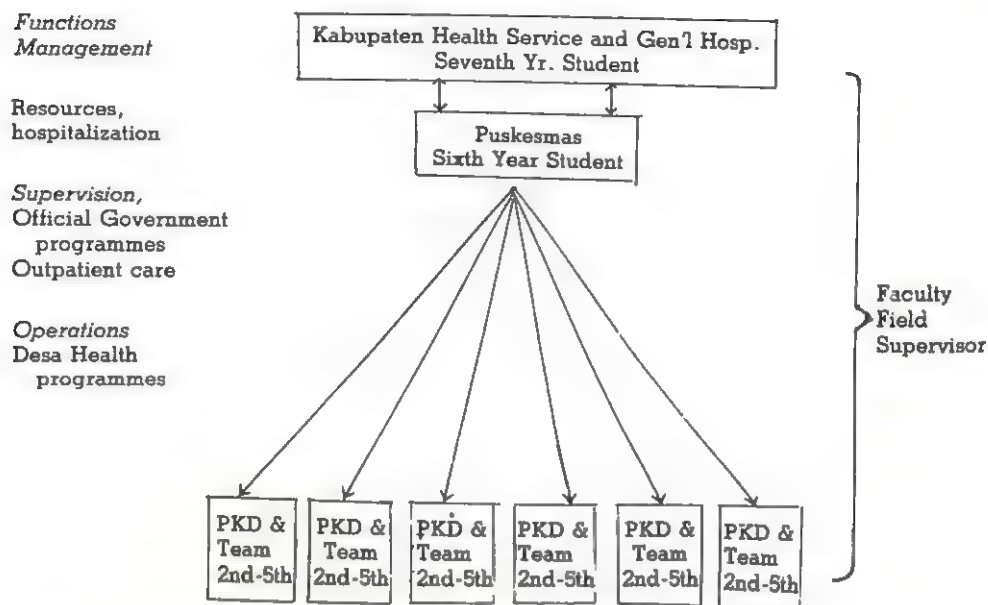 Functions
Management
Kabupaten Health Service and Gen'l Hosp.
Seventh Yr. Student
Resources,
hospitalization
Puskesmas
Sixth Year Student
Supervision,
Official Government
programmes
Outpatient care
Operations
Desa Health
programmes
Faculty
Field
Supervisor
PKD &
Team
2nd-5th
PKD &
Team
2nd-5th
PKD &
Team
2nd-5th
PKD &
Team
2nd-5th
PKD &
Team
2nd-5th
PKD &
Team
2nd-5th